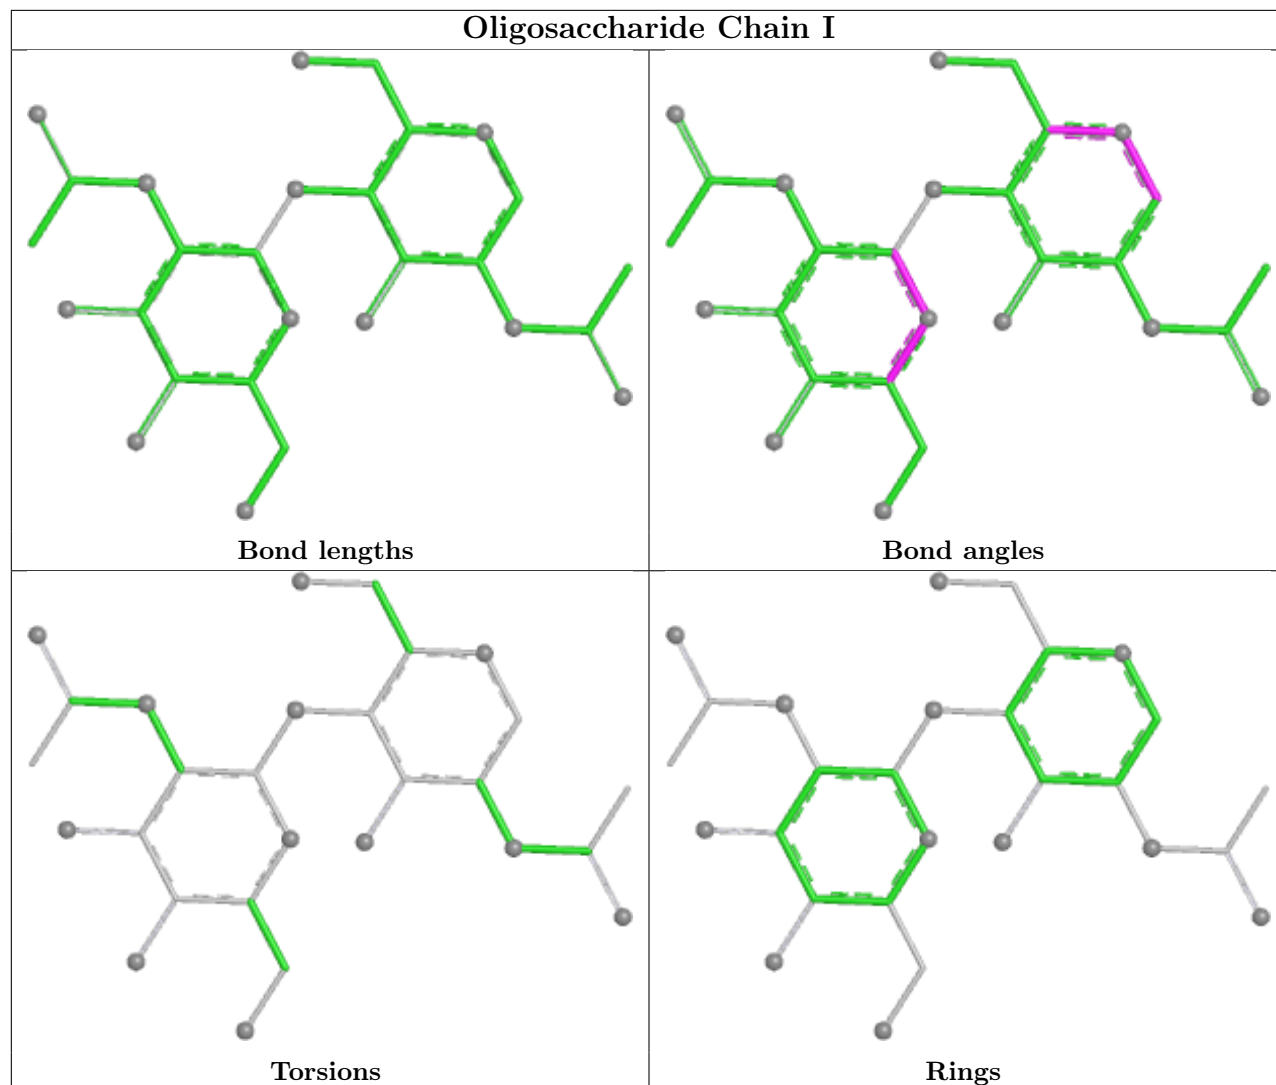 Oligosaccharide Chain I
Bond lengths
Bond angles
Torsions
Rings